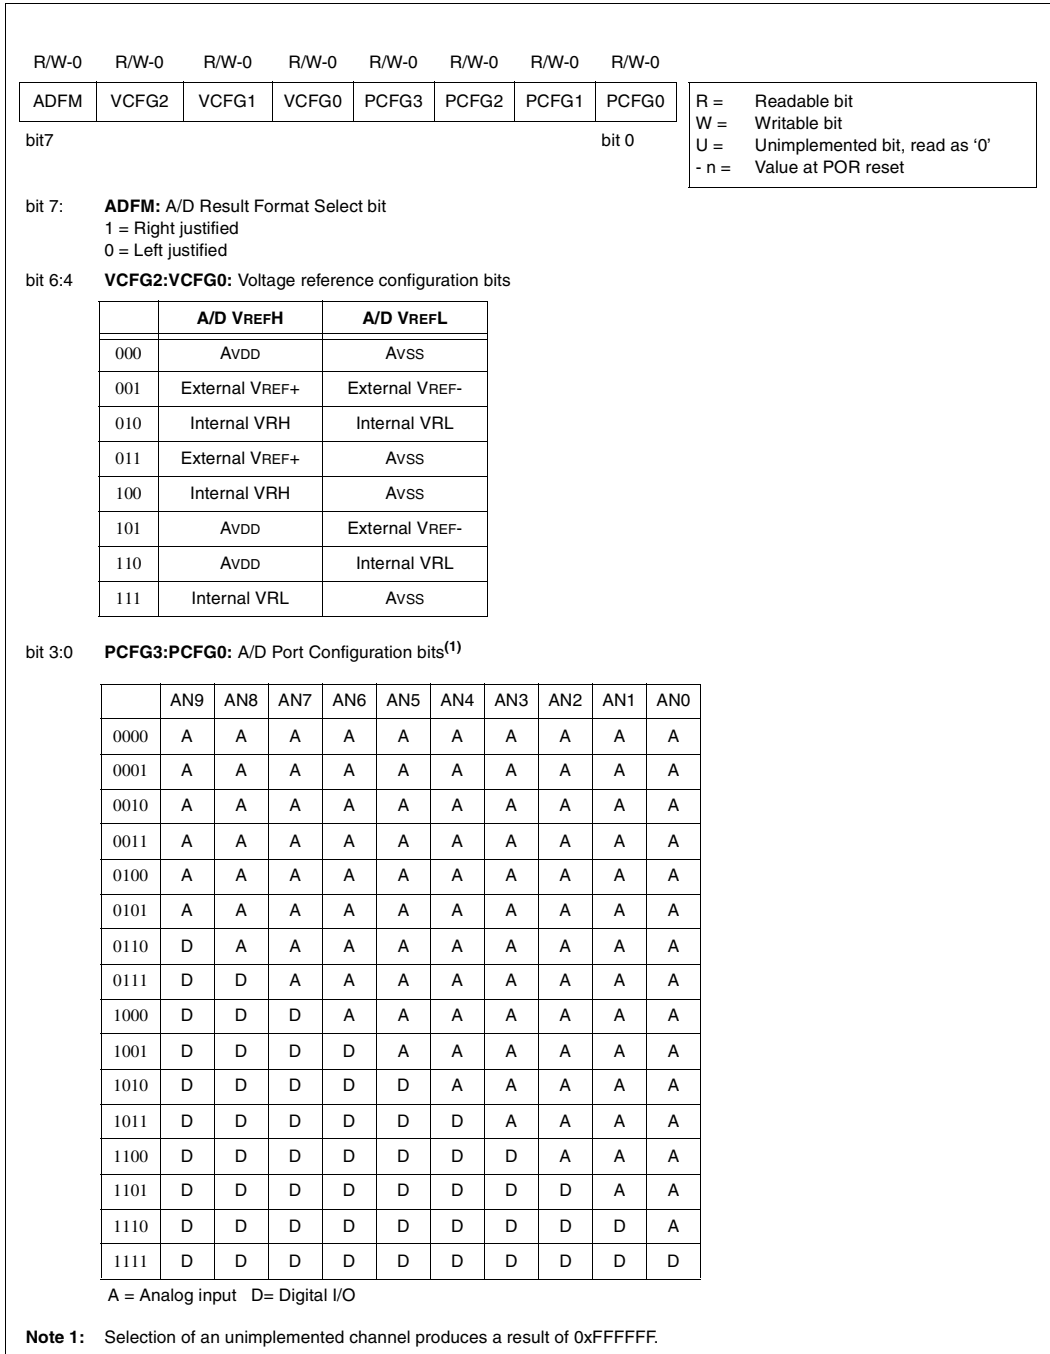 R/W-0 R/W-0 R/W-0 R/W-0 R/W-0 R/W-0 R/W-0 R/W-0
ADFM VCFG2 VCFG1 VCFG0 PCFG3 PCFG2 PCFG1 PCFG0
bit7 bit 0
R = Readable bit
W = Writable bit
U = Unimplemented bit, read as ‘0’
- n = Value at POR reset
bit 7: ADFM: A/D Result Format Select bit
1 = Right justified
0 = Left justified
bit 6:4 VCFG2:VCFG0: Voltage reference configuration bits
A/D VREFH A/D VREFL
000 AVDD AVSS
001 External VREF+ External VREF-
010 Internal VRH Internal VRL
011 External VREF+ AVSS
100 Internal VRH AVSS
101 AVDD External VREF-
110 AVDD Internal VRL
111 Internal VRL AVSS
bit 3:0 PCFG3:PCFG0: A/D Port Configuration bits(1)
AN9 AN8 AN7 AN6 AN5 AN4 AN3 AN2 AN1 AN0
0000 A A A A A A A A A A
0001 A A A A A A A A A A
0010 A A A A A A A A A A
0011 A A A A A A A A A A
0100 A A A A A A A A A A
0101 A A A A A A A A A A
0110 D A A A A A A A A A
0111 D D A A A A A A A A
1000 D D D A A A A A A A
1001 D D D D A A A A A A
1010 D D D D D A A A A A
1011 D D D D D D A A A A
1100 D D D D D D D A A A
1101 D D D D D D D D A A
1110 D D D D D D D D D A
1111 D D D D D D D D D D
A = Analog input D= Digital I/O
Note 1: Selection of an unimplemented channel produces a result of 0xFFFFFF.